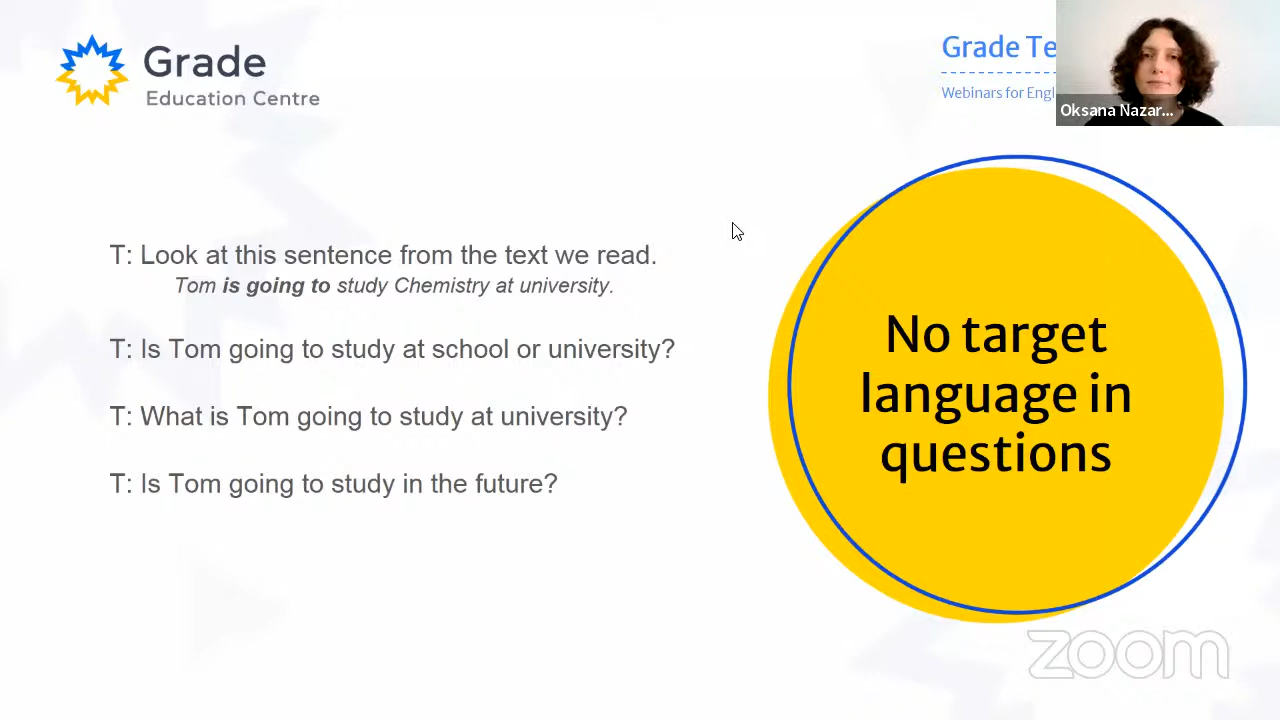 Grade
Education Centre
Grade Te
Webinars for Engl
Oksana Nazar...
T: Look at this sentence from the text we read.
Tom is going to study Chemistry at university.
T: Is Tom going to study at school or university?
T: What is Tom going to study at university?
T: Is Tom going to study in the future?
No target
language in
questions
zoom